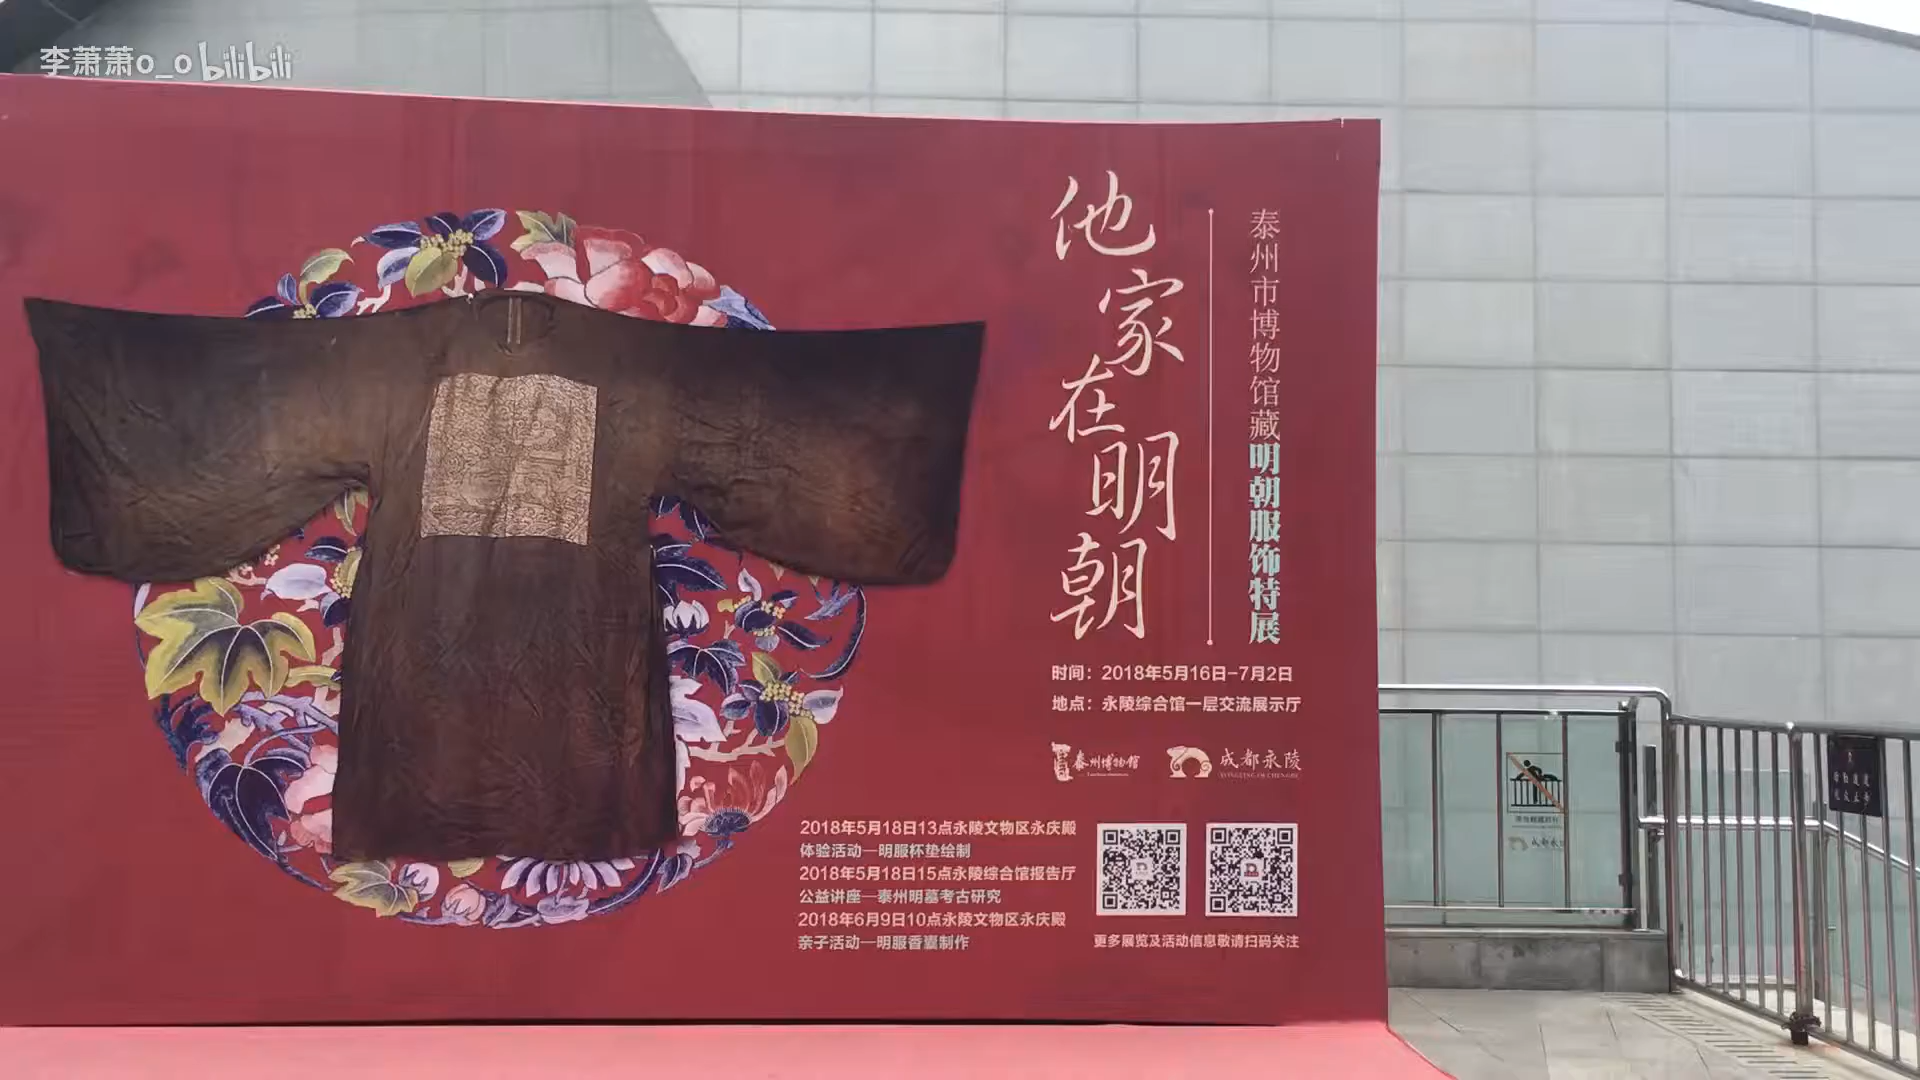 李萧萧o_o bilibili
他家在明朝
泰州市博物馆藏明朝服饰特展
时间：2018年5月16日-7月2日
地点：永陵综合馆一层交流展示厅
泰州博物馆
成都永陵
2018年5月18日13点永陵文物区永庆殿
体验活动—明服杯垫绘制
2018年5月18日15点永陵综合馆报告厅
公益讲座—泰州明墓考古研究
2018年6月9日10点永陵文物区永庆殿
亲子活动—明服香囊制作
更多展览及活动信息敬请扫码关注